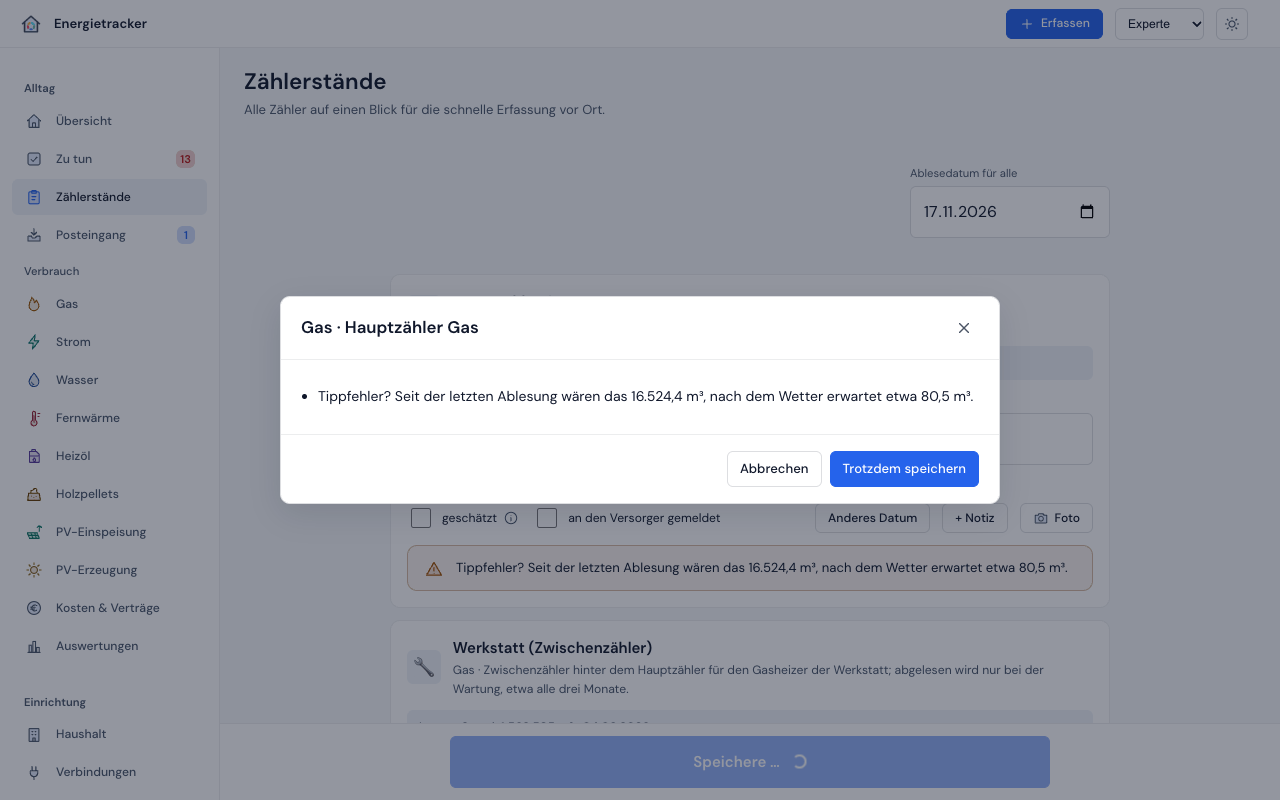 Energietracker
Erfassen
Experte
Alltag
Übersicht
Zu tun
13
Zählerstände
Posteingang
1
Verbrauch
Gas
Strom
Wasser
Fernwärme
Heizöl
Holzpellets
PV-Einspeisung
PV-Erzeugung
Kosten & Verträge
Auswertungen
Einrichtung
Haushalt
Verbindungen
Zählerstände
Alle Zähler auf einen Blick für die schnelle Erfassung vor Ort.
Ablesedatum für alle
17.11.2026
Gas · Hauptzähler Gas
Tippfehler? Seit der letzten Ablesung wären das 16.524,4 m³, nach dem Wetter erwartet etwa 80,5 m³.
Abbrechen
Trotzdem speichern
geschätzt
an den Versorger gemeldet
Anderes Datum
+ Notiz
Foto
Tippfehler? Seit der letzten Ablesung wären das 16.524,4 m³, nach dem Wetter erwartet etwa 80,5 m³.
Werkstatt (Zwischenzähler)
Gas · Zwischenzähler hinter dem Hauptzähler für den Gasheizer der Werkstatt; abgelesen wird nur bei der
Wartung, etwa alle drei Monate.
Speichere ...